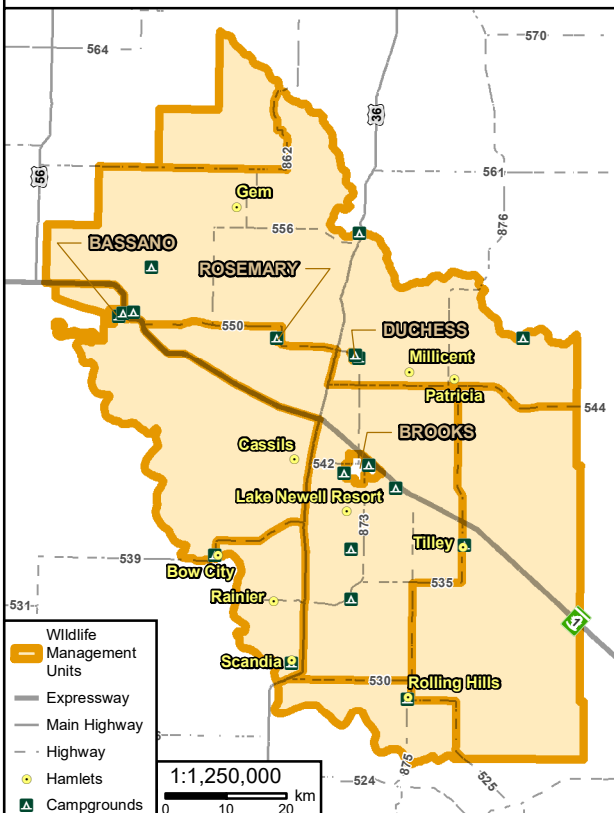 564
570
36
862
56
561
Gem
876
556
BASSANO
ROSEMARY
550
DUCHESS
Millicent
Patricia
544
BROOKS
Cassils
542
Lake Newell Resort
873
Tilley
539
Bow City
535
Rainier
531
1
Scandia
530
Rolling Hills
875
524
525
WIldlife
Management
Units
Expressway
Main Highway
Highway
Hamlets
Campgrounds
1:1,250,000
0 10 20 km